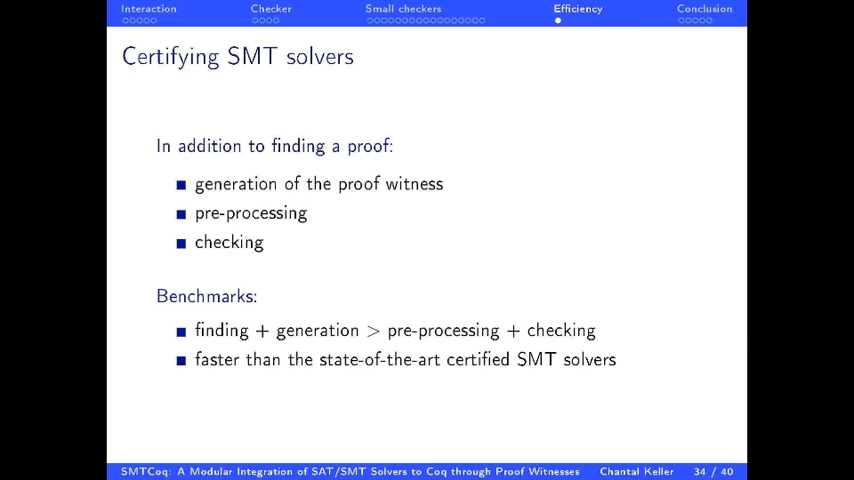 Interaction Checker Small checkers Efficiency Conclusion
Certifying SMT solvers
In addition to finding a proof:
generation of the proof witness
pre-processing
checking
Benchmarks:
finding + generation > pre-processing + checking
faster than the state-of-the-art certified SMT solvers
SMTCoq: A Modular Integration of SAT/SMT Solvers to Coq through Proof Witnesses Chantal Keller 34 / 40